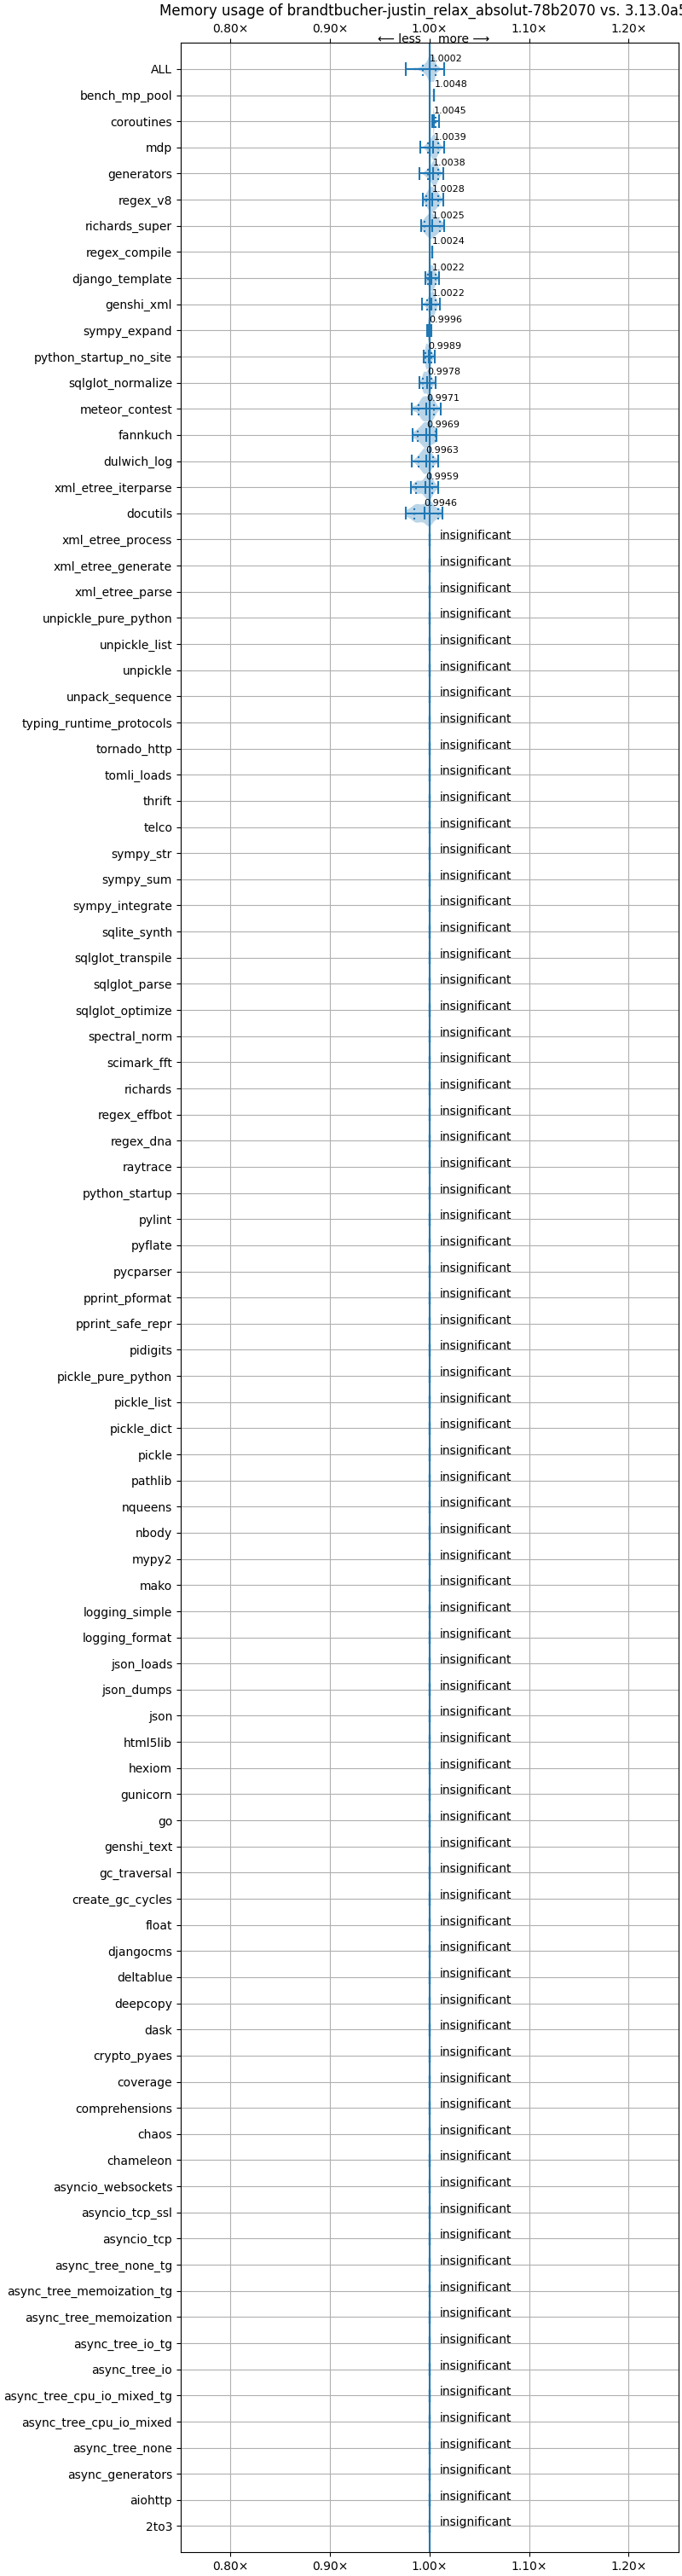 Memory usage of brandtbucher-justin_relax_absolut-78b2070 vs. 3.13.0a5
0.80× 0.90× 1.00× 1.10× 1.20×
⟵ less more ⟶
ALL 1.0002
bench_mp_pool 1.0048
coroutines 1.0045
mdp 1.0039
generators 1.0038
regex_v8 1.0028
richards_super 1.0025
regex_compile 1.0024
django_template 1.0022
genshi_xml 1.0022
sympy_expand 0.9996
python_startup_no_site 0.9989
sqlglot_normalize 0.9978
meteor_contest 0.9971
fannkuch 0.9969
dulwich_log 0.9963
xml_etree_iterparse 0.9959
docutils 0.9946
xml_etree_process insignificant
xml_etree_generate insignificant
xml_etree_parse insignificant
unpickle_pure_python insignificant
unpickle_list insignificant
unpickle insignificant
unpack_sequence insignificant
typing_runtime_protocols insignificant
tornado_http insignificant
tomli_loads insignificant
thrift insignificant
telco insignificant
sympy_str insignificant
sympy_sum insignificant
sympy_integrate insignificant
sqlite_synth insignificant
sqlglot_transpile insignificant
sqlglot_parse insignificant
sqlglot_optimize insignificant
spectral_norm insignificant
scimark_fft insignificant
richards insignificant
regex_effbot insignificant
regex_dna insignificant
raytrace insignificant
python_startup insignificant
pylint insignificant
pyflate insignificant
pycparser insignificant
pprint_pformat insignificant
pprint_safe_repr insignificant
pidigits insignificant
pickle_pure_python insignificant
pickle_list insignificant
pickle_dict insignificant
pickle insignificant
pathlib insignificant
nqueens insignificant
nbody insignificant
mypy2 insignificant
mako insignificant
logging_simple insignificant
logging_format insignificant
json_loads insignificant
json_dumps insignificant
json insignificant
html5lib insignificant
hexiom insignificant
gunicorn insignificant
go insignificant
genshi_text insignificant
gc_traversal insignificant
create_gc_cycles insignificant
float insignificant
djangocms insignificant
deltablue insignificant
deepcopy insignificant
dask insignificant
crypto_pyaes insignificant
coverage insignificant
comprehensions insignificant
chaos insignificant
chameleon insignificant
asyncio_websockets insignificant
asyncio_tcp_ssl insignificant
asyncio_tcp insignificant
async_tree_none_tg insignificant
async_tree_memoization_tg insignificant
async_tree_memoization insignificant
async_tree_io_tg insignificant
async_tree_io insignificant
async_tree_cpu_io_mixed_tg insignificant
async_tree_cpu_io_mixed insignificant
async_tree_none insignificant
async_generators insignificant
aiohttp insignificant
2to3 insignificant
0.80× 0.90× 1.00× 1.10× 1.20×